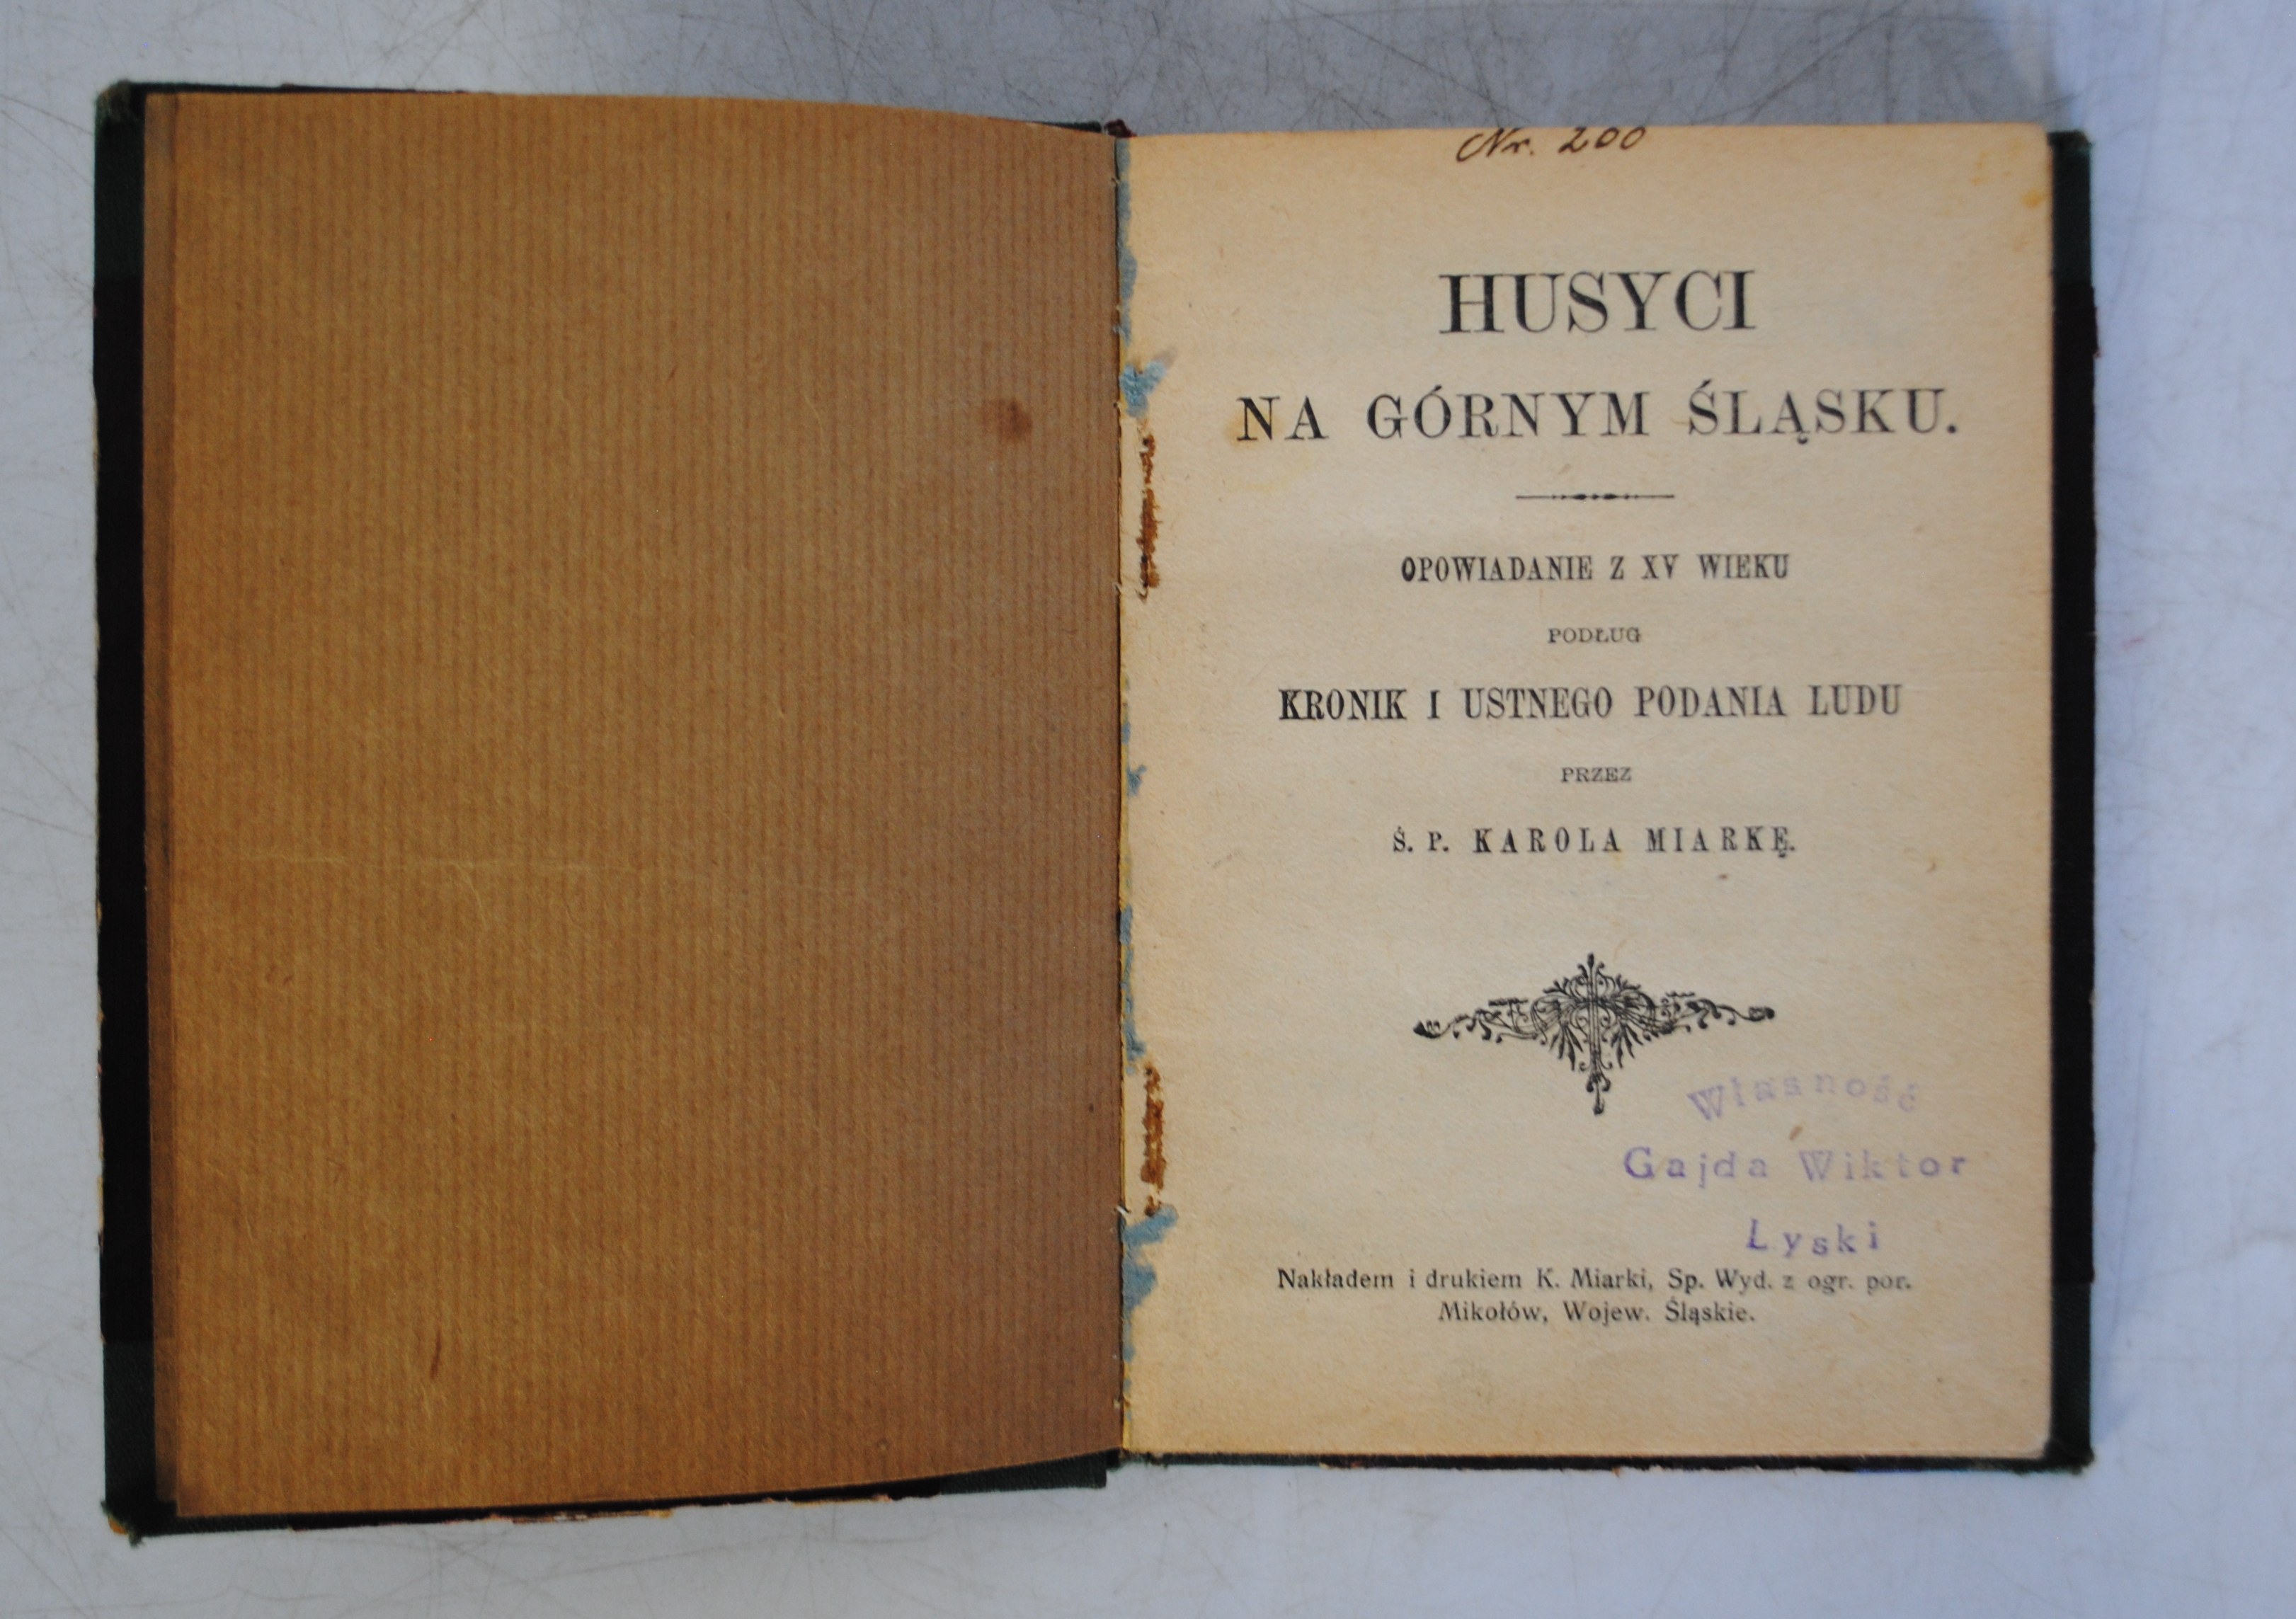 Nr. 200
HUSYCI
NA GÓRNYM ŚLĄSKU.
OPOWIADANIE Z XV WIEKU
PODŁUG
KRONIK I USTNEGO PODANIA LUDU
PRZEZ
Ś. P. KAROLA MIARKĘ.
Własność
Gajda Wiktor
Lyski
Nakładem i drukiem K. Miarki, Sp. Wyd. z ogr. por.
Mikołów, Wojew. Śląskie.